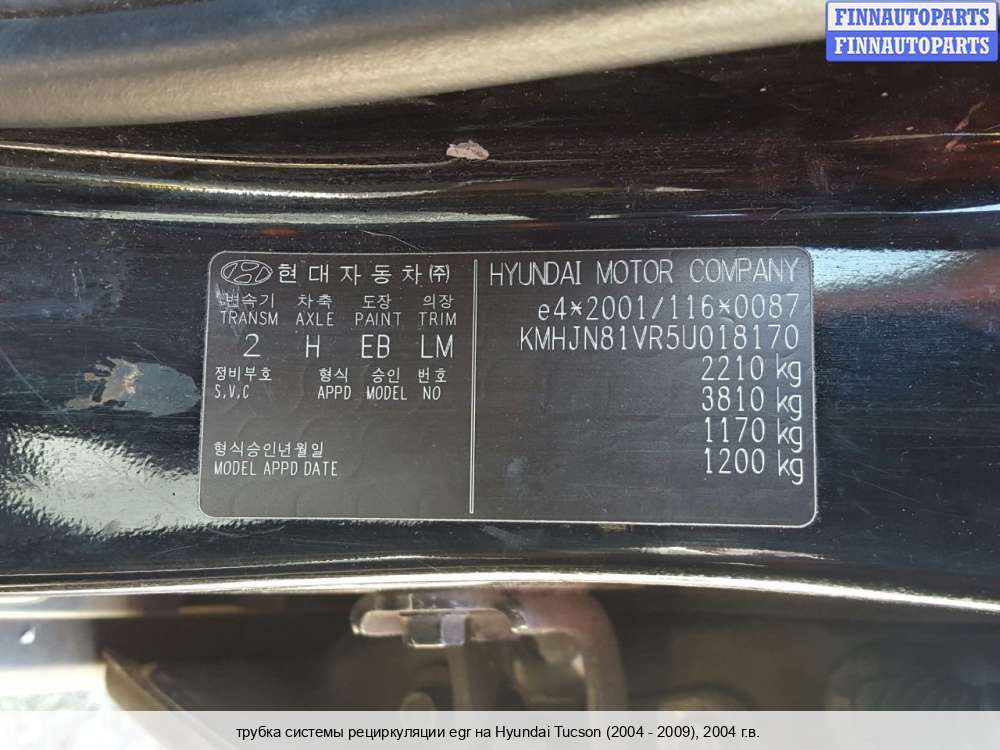 FINNAUTOPARTS
FINNAUTOPARTS
현대자동차(주)
변속기 차축 도장 의장
TRANSM AXLE PAINT TRIM
2 H EB LM
정비부호 형식 승인 번호
S.V.C APPD MODEL NO
형식승인년월일
MODEL APPD DATE
HYUNDAI MOTOR COMPANY
e4*2001/116*0087
KMHJN81VR5U018170
2210 kg
3810 kg
1170 kg
1200 kg
трубка системы рециркуляции egr на Hyundai Tucson (2004 - 2009), 2004 г.в.